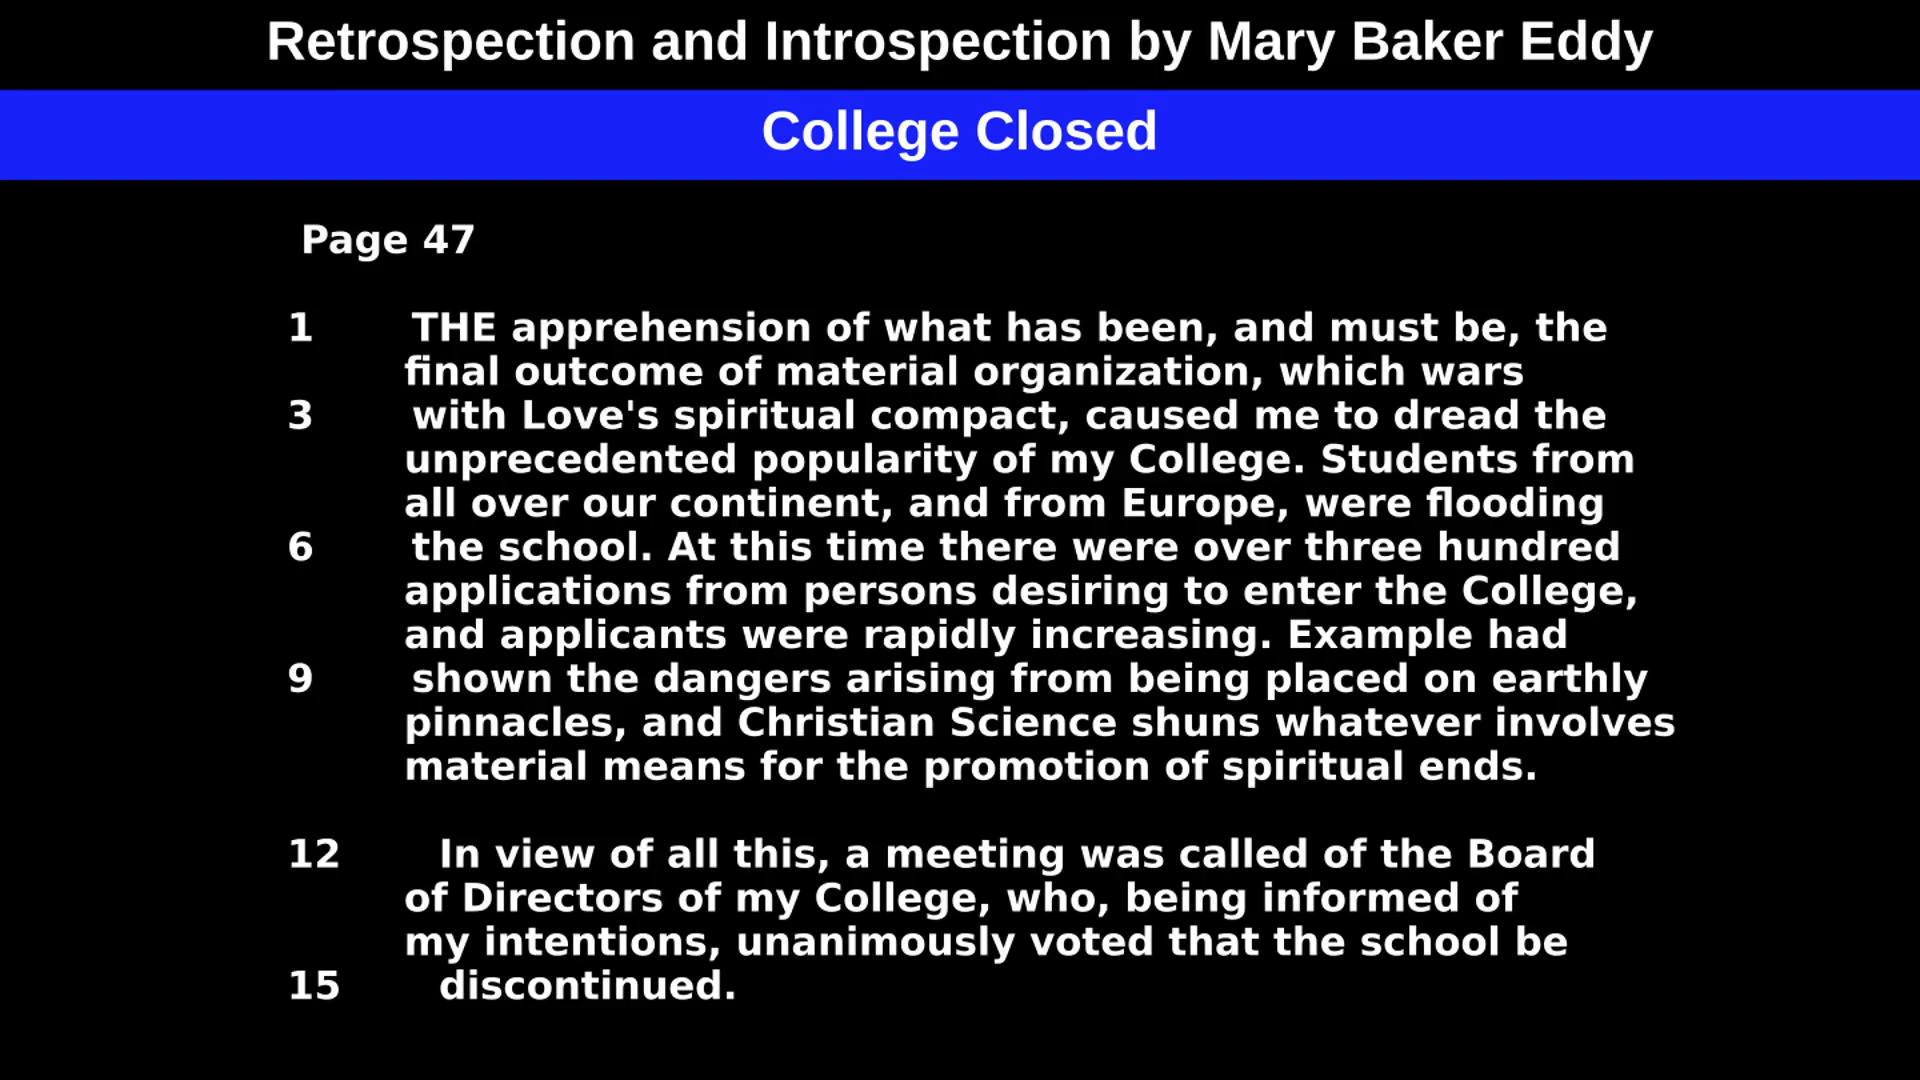 Retrospection and Introspection by Mary Baker Eddy
College Closed
Page 47
1 THE apprehension of what has been, and must be, the
final outcome of material organization, which wars
3 with Love's spiritual compact, caused me to dread the
unprecedented popularity of my College. Students from
all over our continent, and from Europe, were flooding
6 the school. At this time there were over three hundred
applications from persons desiring to enter the College,
and applicants were rapidly increasing. Example had
9 shown the dangers arising from being placed on earthly
pinnacles, and Christian Science shuns whatever involves
material means for the promotion of spiritual ends.
12 In view of all this, a meeting was called of the Board
of Directors of my College, who, being informed of
my intentions, unanimously voted that the school be
15 discontinued.